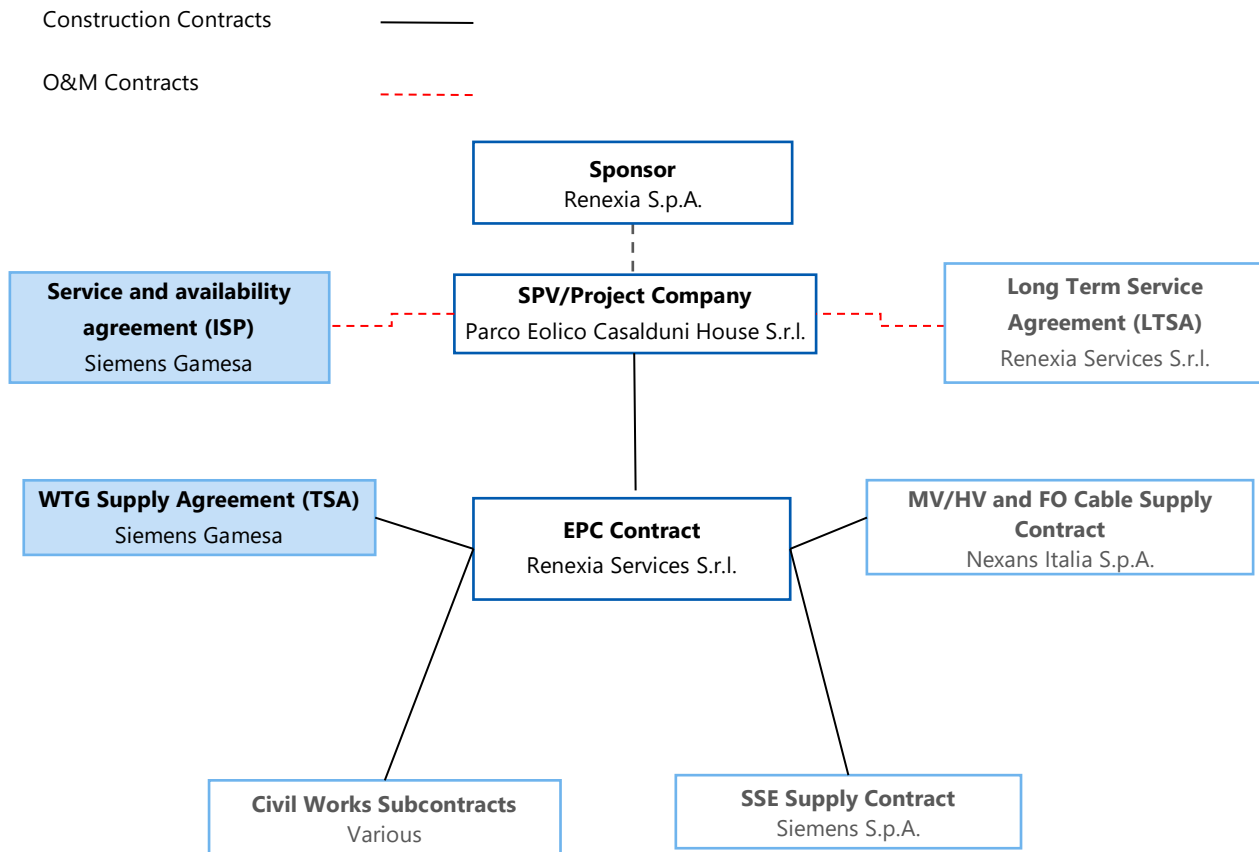 Construction Contracts
O&M Contracts
Sponsor
Renexia S.p.A.
Service and availability
agreement (ISP)
Siemens Gamesa
SPV/Project Company
Parco Eolico Casalduni House S.r.l.
Long Term Service
Agreement (LTSA)
Renexia Services S.r.l.
WTG Supply Agreement (TSA)
Siemens Gamesa
EPC Contract
Renexia Services S.r.l.
MV/HV and FO Cable Supply
Contract
Nexans Italia S.p.A.
Civil Works Subcontracts
Various
SSE Supply Contract
Siemens S.p.A.